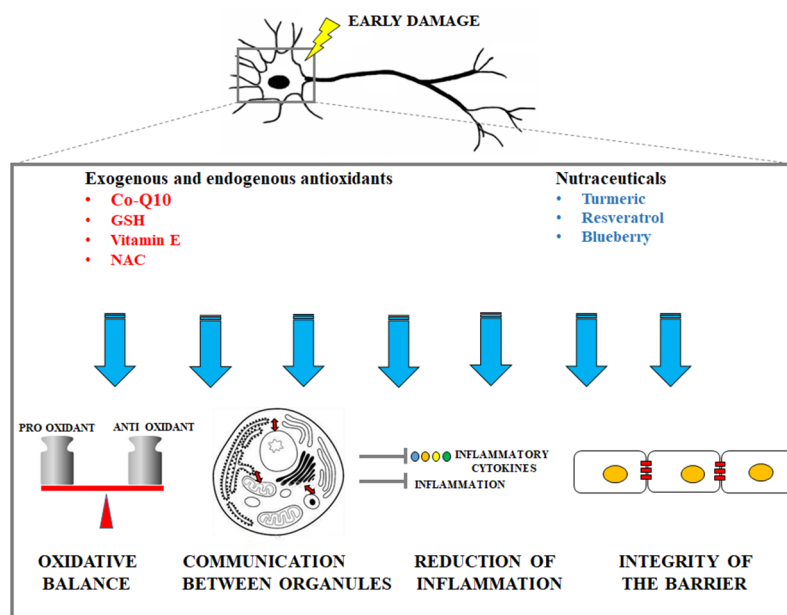 EARLY DAMAGE
Exogenous and endogenous antioxidants
• Co-Q10
• GSH
• Vitamin E
• NAC
Nutraceuticals
• Turmeric
• Resveratrol
• Blueberry
PRO OXIDANT
ANTI OXIDANT
INFLAMMATORY
CYTOKINES
INFLAMMATION
OXIDATIVE
BALANCE
COMMUNICATION
BETWEEN ORGANULES
REDUCTION OF
INFLAMMATION
INTEGRITY OF
THE BARRIER